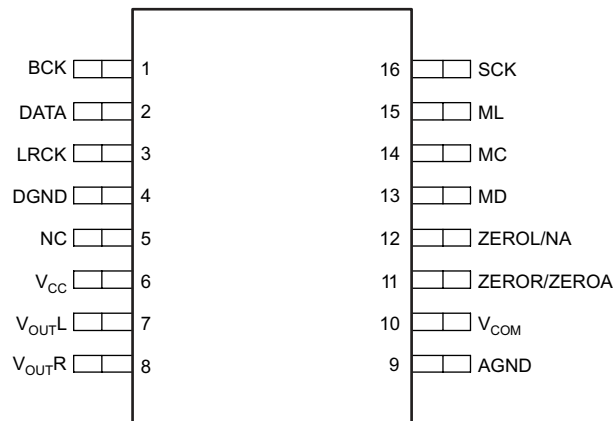 BCK 1 16 SCK
DATA 2 15 ML
LRCK 3 14 MC
DGND 4 13 MD
NC 5 12 ZEROL/NA
VCC 6 11 ZEROR/ZEROA
VOUTL 7 10 VCOM
VOUTR 8 9 AGND